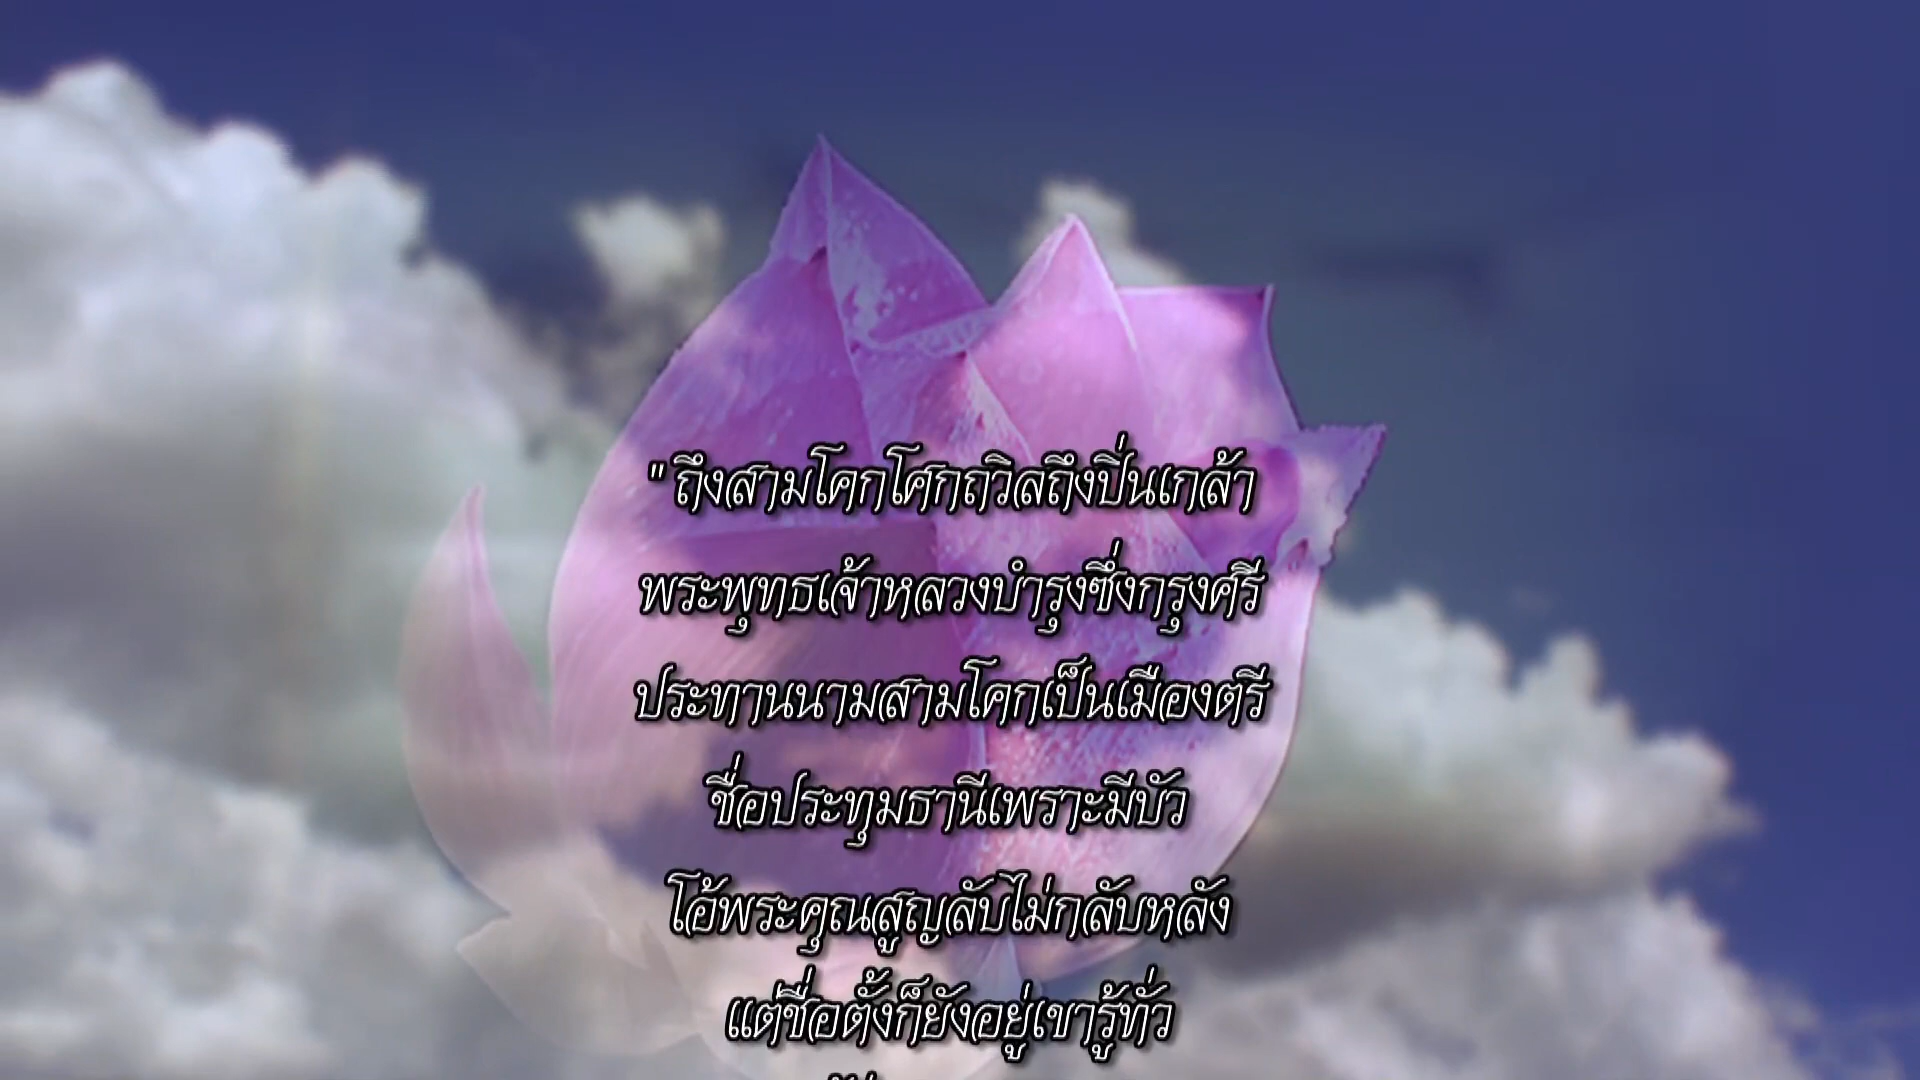 "ถึงสามโคกโศกถวิลถึงปิ่นเกล้า
พระพุทธเจ้าหลวงบำรุงซึ่งกรุงศรี
ประทานนามสามโคกเป็นเมืองตรี
ชื่อประทุมธานีเพราะมีบัว
โอ้พระคุณสูญลับไม่กลับหลัง
แต่ชื่อตั้งก็ยังอยู่เขารู้ทั่ว